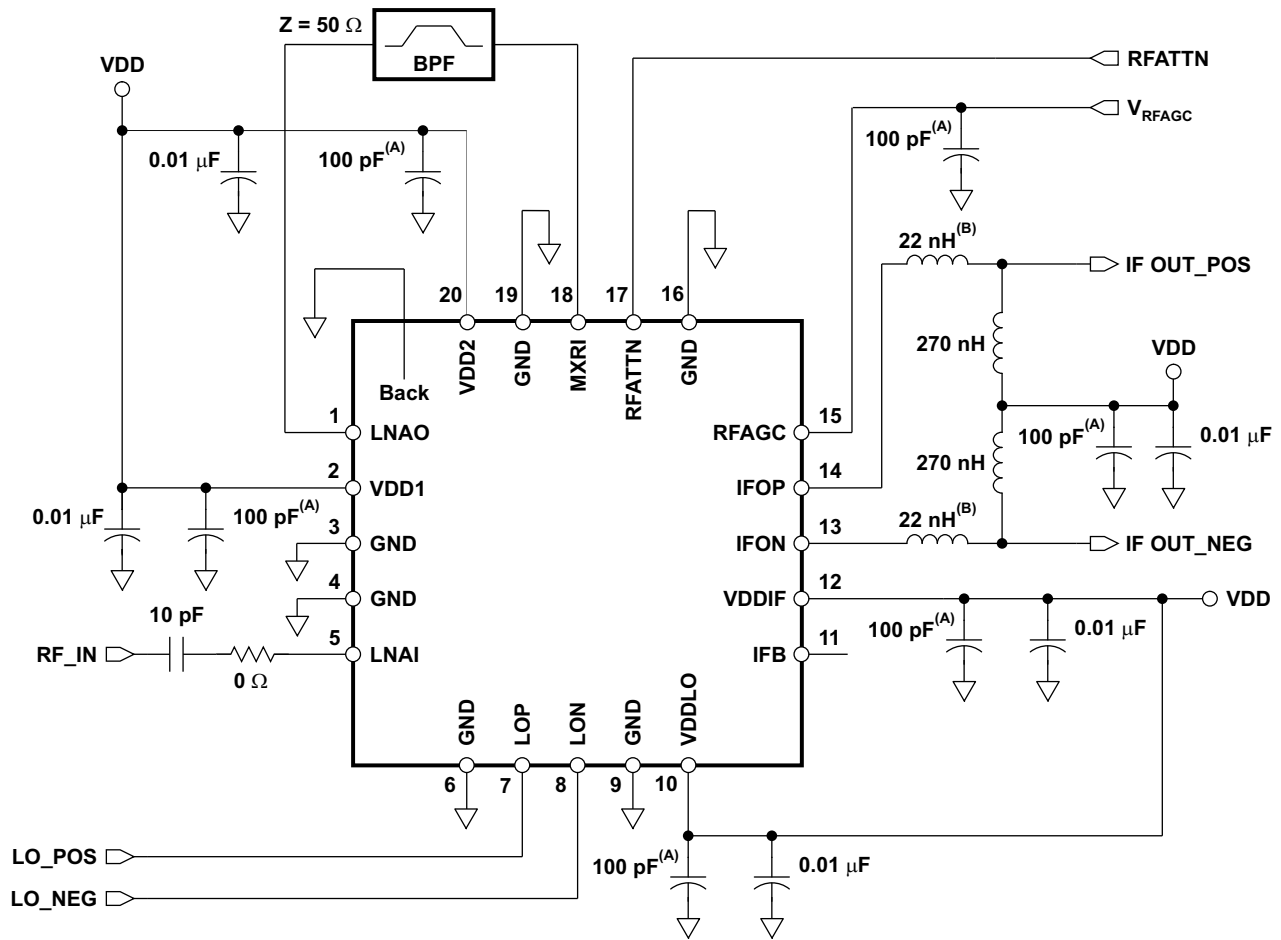 Z = 50 Ω
BPF
VDD
RFATTN
V_RFAGC
0.01 µF
100 pF(A)
100 pF(A)
22 nH(B)
IF OUT_POS
20
19
18
17
16
VDD2
GND
MXRI
RFATTN
GND
270 nH
VDD
Back
1
LNAO
15
RFAGC
100 pF(A)
0.01 µF
14
IFOP
270 nH
2
VDD1
0.01 µF
100 pF(A)
3
GND
13
IFON
22 nH(B)
IF OUT_NEG
4
GND
12
VDDIF
VDD
10 pF
100 pF(A)
0.01 µF
RF_IN
0 Ω
5
LNAI
11
IFB
GND
LOP
LON
GND
VDDLO
6
7
8
9
10
LO_POS
100 pF(A)
0.01 µF
LO_NEG